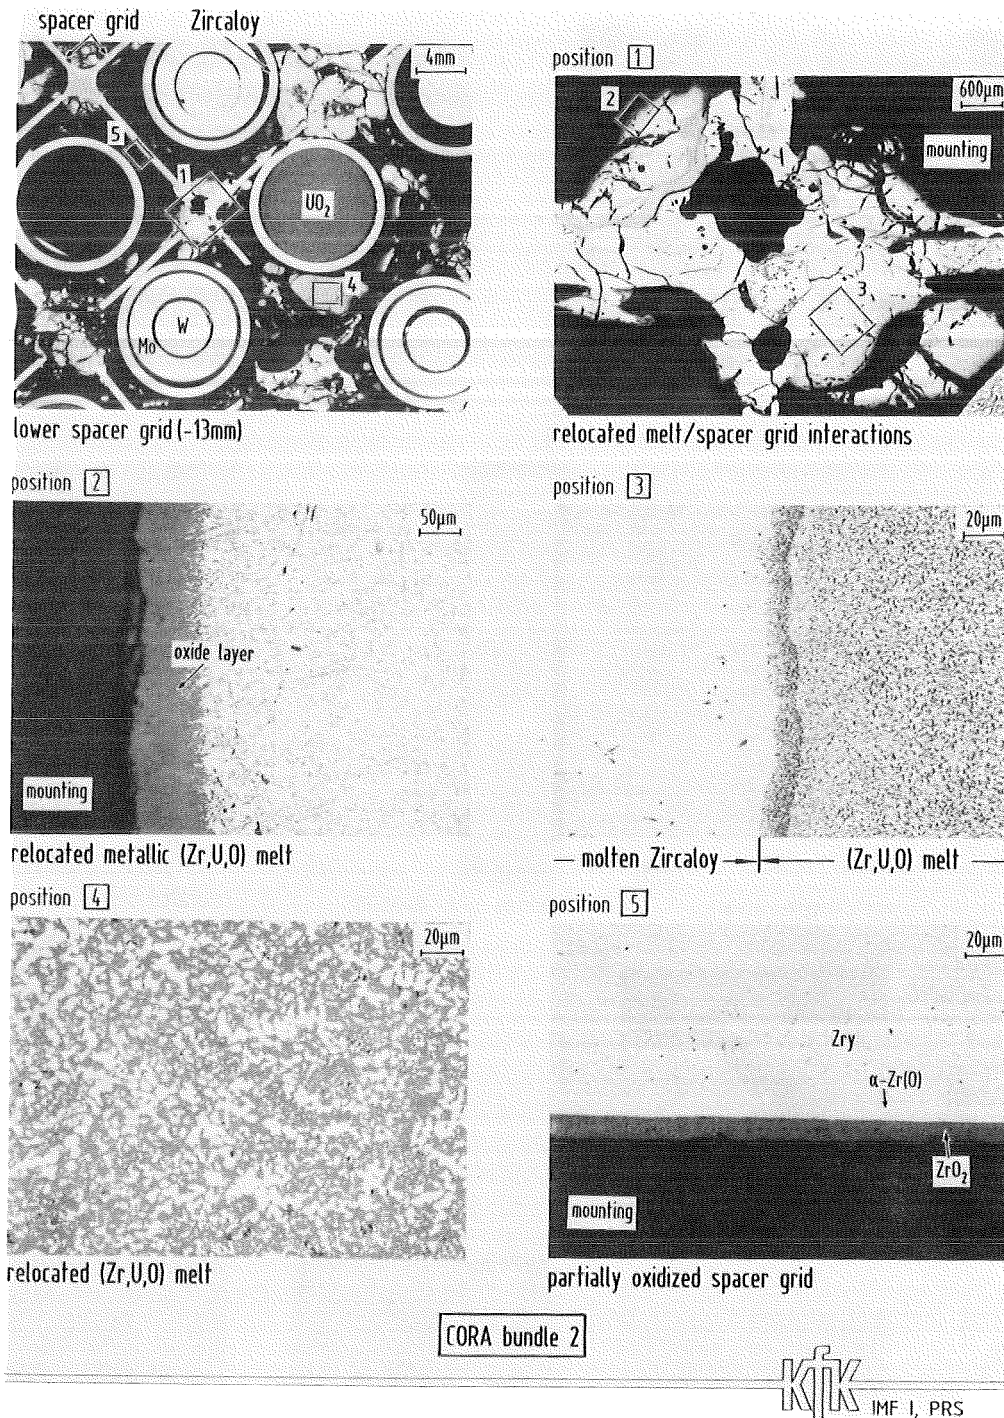 spacer grid
Zircaloy
4mm
5
1
UO₂
4
W
Mo
lower spacer grid (-13mm)
position 1
2
600µm
mounting
3
relocated melt/spacer grid interactions
position 2
50µm
oxide layer
mounting
relocated metallic (Zr,U,O) melt
position 3
20µm
molten Zircaloy
(Zr,U,O) melt
position 4
20µm
relocated (Zr,U,O) melt
position 5
20µm
Zry
α-Zr(O)
ZrO₂
mounting
partially oxidized spacer grid
CORA bundle 2
KfK
IMF I, PRS